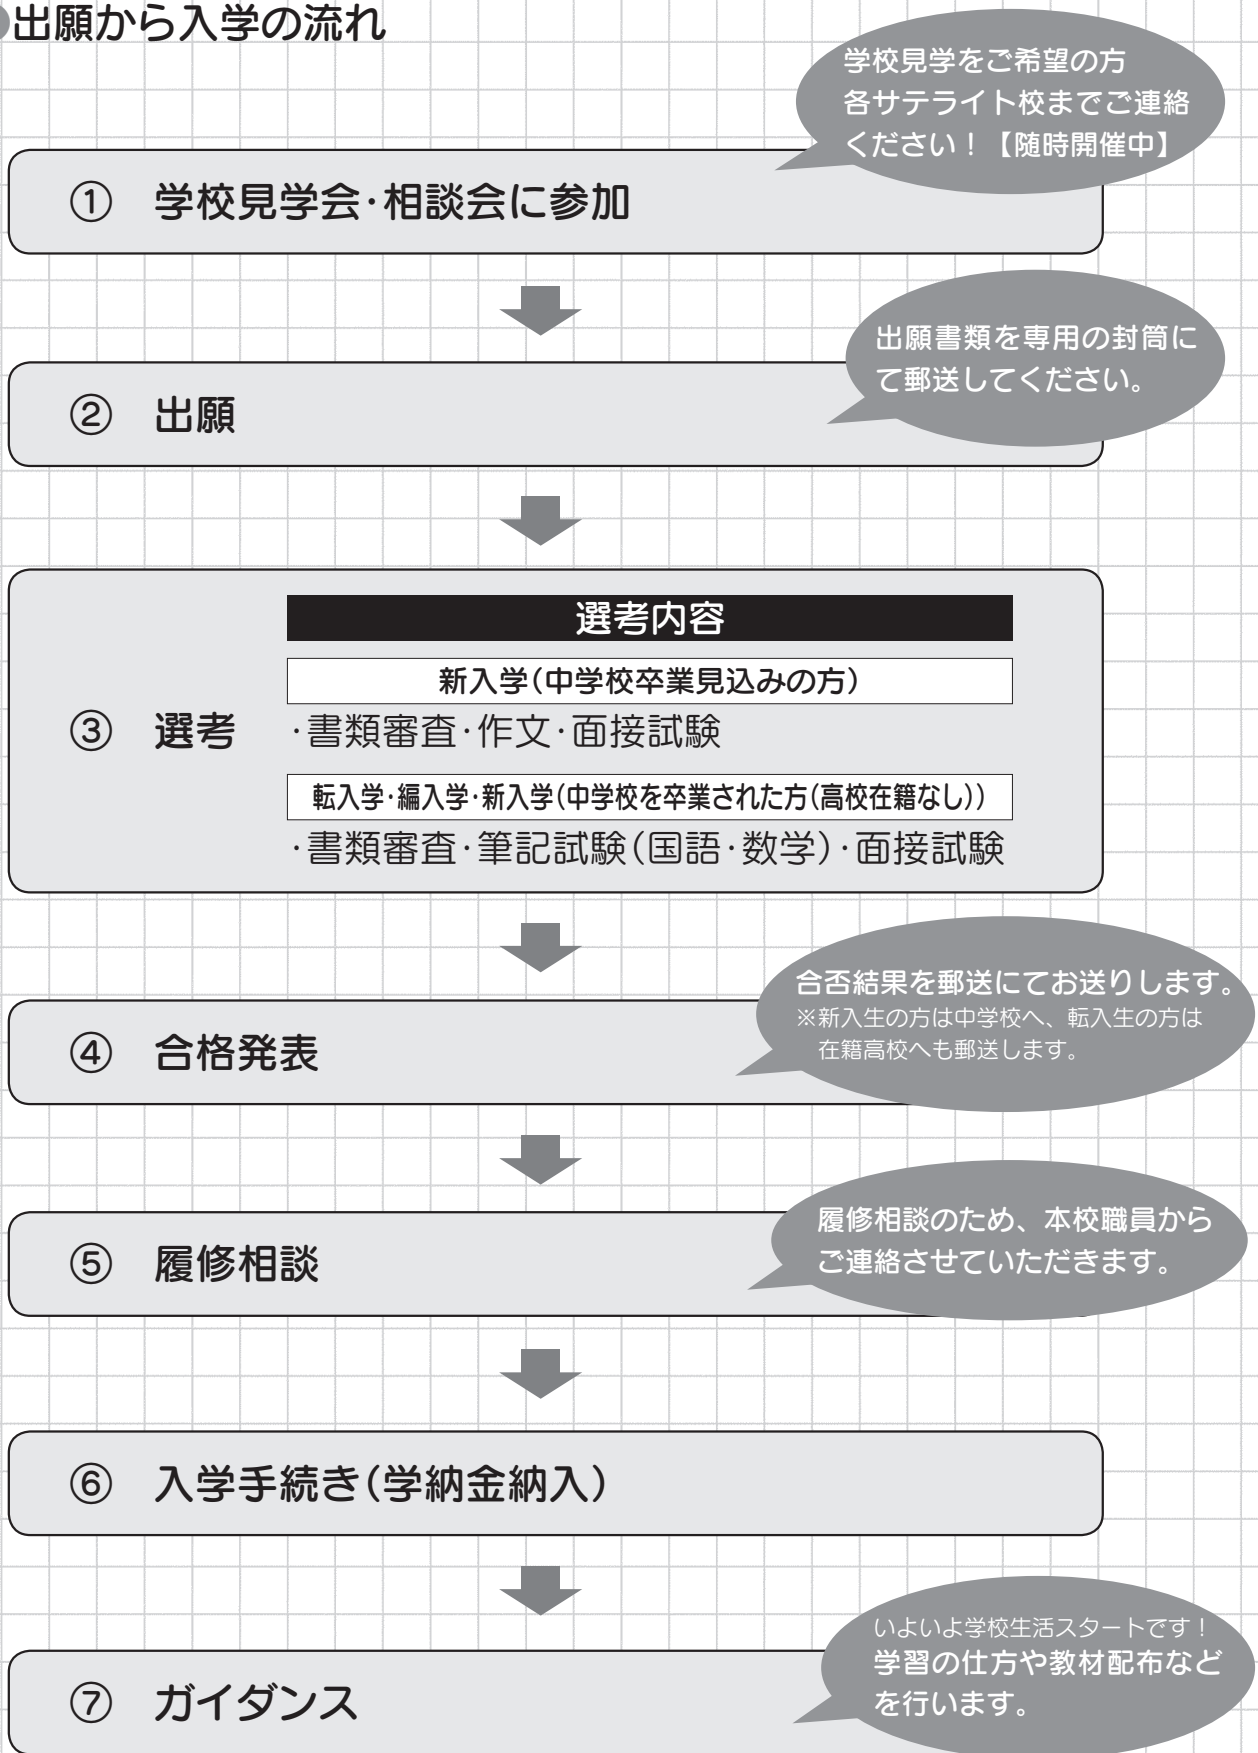 出願から入学の流れ
学校見学をご希望の方
各サテライト校までご連絡
ください！【随時開催中】
① 学校見学会・相談会に参加
出願書類を専用の封筒に
て郵送してください。
② 出願
選考内容
新入学（中学校卒業見込みの方）
③ 選考
・書類審査・作文・面接試験
転入学・編入学・新入学（中学校を卒業された方（高校在籍なし））
・書類審査・筆記試験（国語・数学）・面接試験
合否結果を郵送にてお送りします。
※新入生の方は中学校へ、転入生の方は
在籍高校へも郵送します。
④ 合格発表
履修相談のため、本校職員から
ご連絡させていただきます。
⑤ 履修相談
⑥ 入学手続き（学納金納入）
いよいよ学校生活スタートです！
学習の仕方や教材配布など
を行います。
⑦ ガイダンス